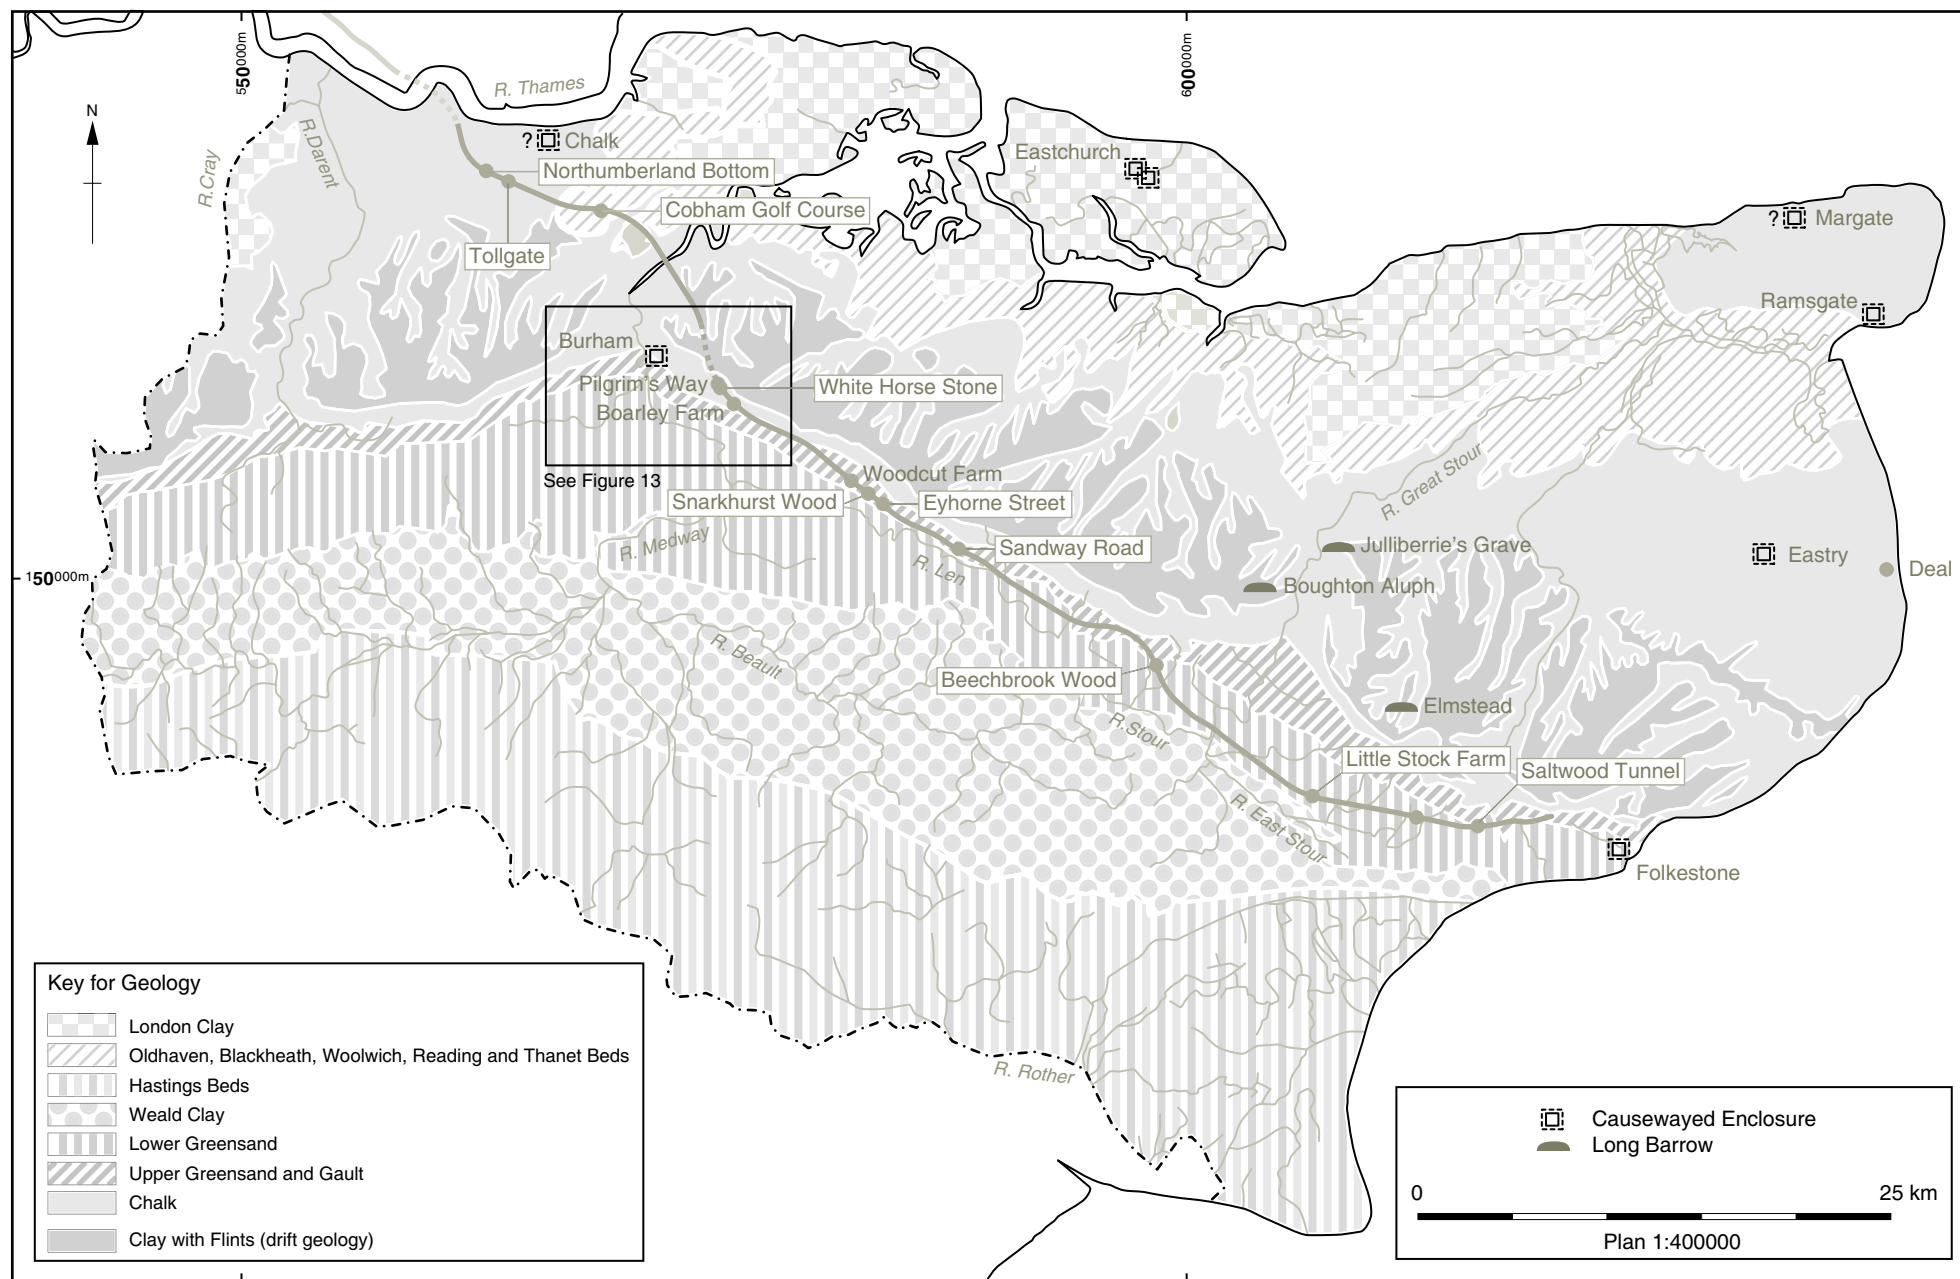 550000m
600000m
N
R. Thames
R.Cray
R.Darent
? Chalk
Northumberland Bottom
Eastchurch
Cobham Golf Course
? Margate
Tollgate
Ramsgate
Burham
Pilgrim's Way
White Horse Stone
Boarley Farm
See Figure 13
Woodcut Farm
Snarkhurst Wood
Eyhorne Street
R. Great Stour
R. Medway
Sandway Road
R. Len
Julliberrie's Grave
Eastry
Deal
150000m
Boughton Aluph
R. Beault
Beechbrook Wood
Elmstead
R.Stour
Little Stock Farm
Saltwood Tunnel
R. East Stour
Folkestone
R. Rother
Key for Geology
London Clay
Oldhaven, Blackheath, Woolwich, Reading and Thanet Beds
Hastings Beds
Weald Clay
Lower Greensand
Upper Greensand and Gault
Chalk
Clay with Flints (drift geology)
Causewayed Enclosure
Long Barrow
0 25 km
Plan 1:400000